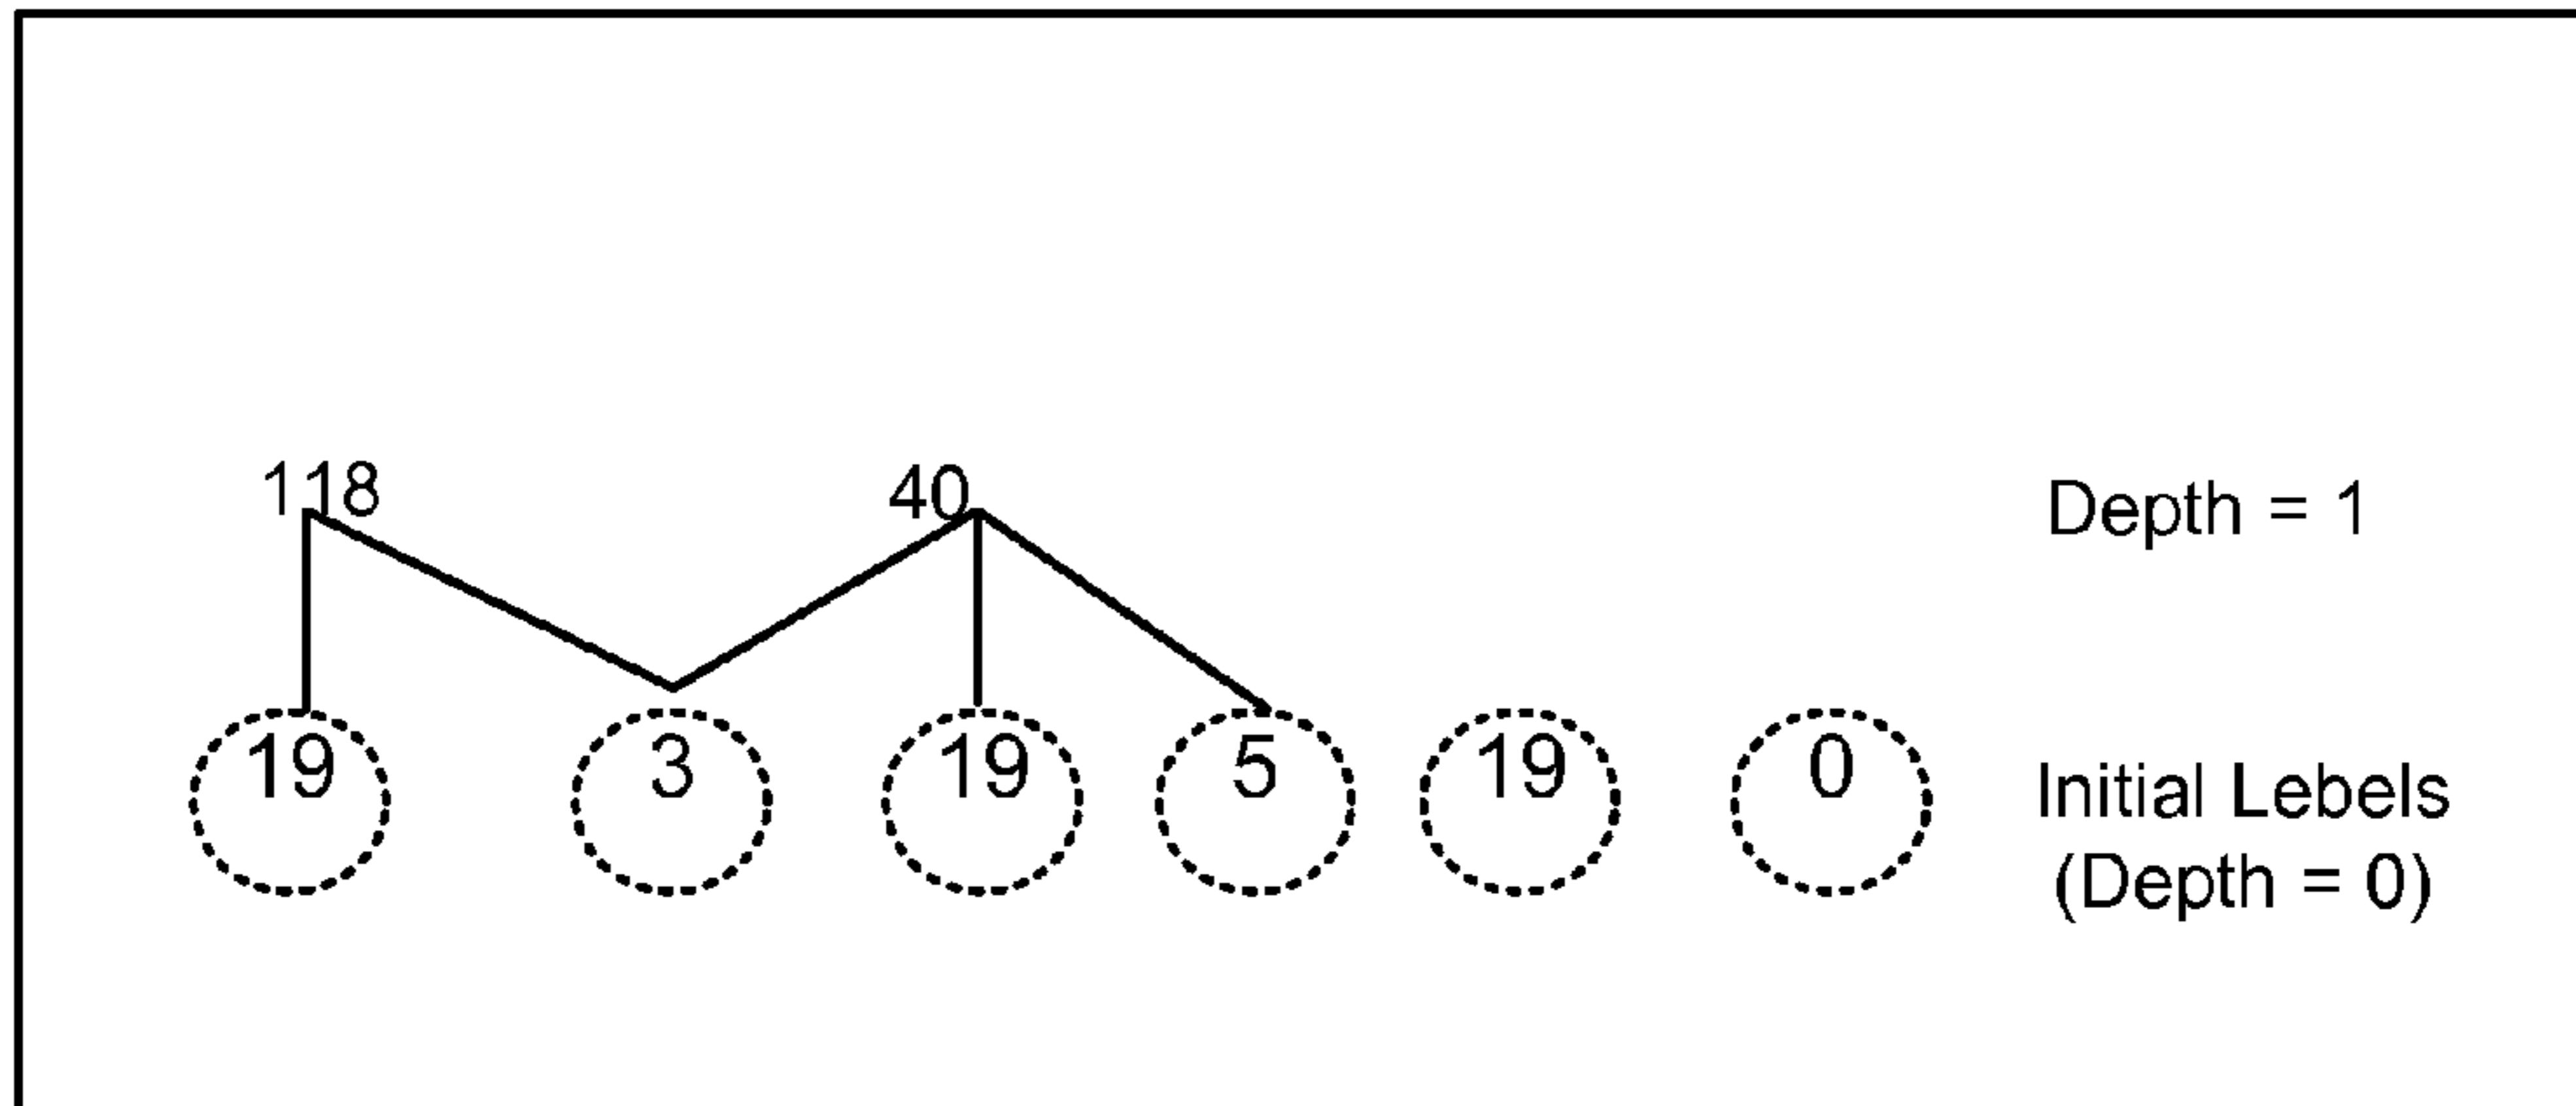 118 40 Depth = 1
19 3 19 5 19 0 Initial Lebels
(Depth = 0)